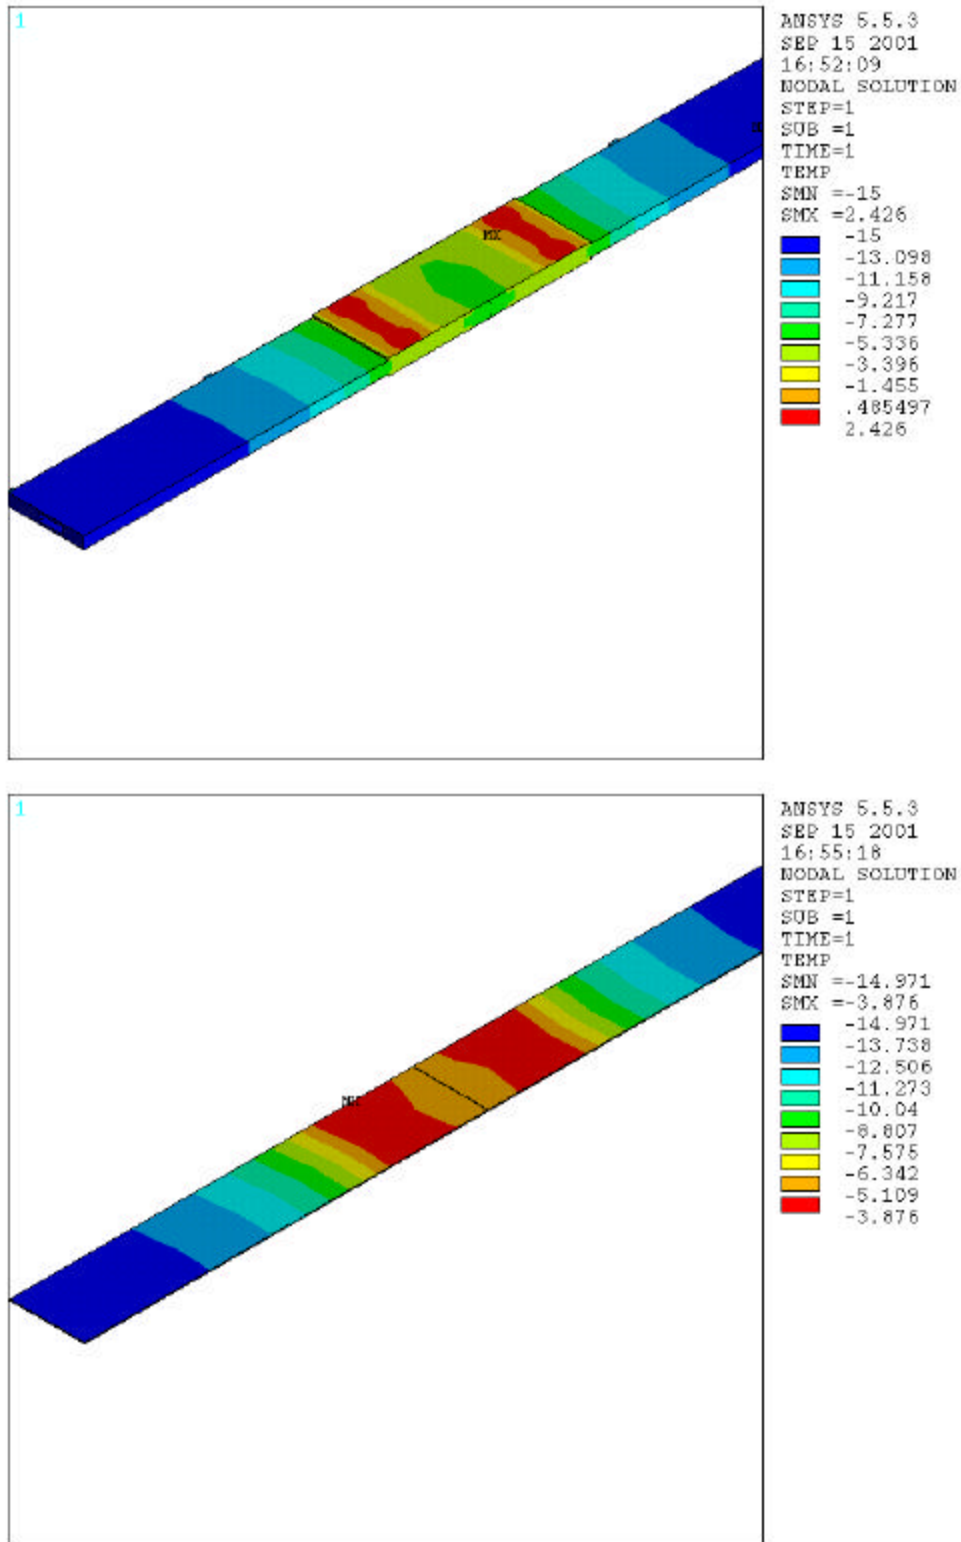 1
ANSYS 5.5.3
SEP 15 2001
16:52:09
NODAL SOLUTION
STEP=1
SUB =1
TIME=1
TEMP
SMN =-15
SMX =2.426
-15
-13.098
-11.158
-9.217
-7.277
-5.336
-3.396
-1.455
.485497
2.426
MX
1
ANSYS 5.5.3
SEP 15 2001
16:55:18
NODAL SOLUTION
STEP=1
SUB =1
TIME=1
TEMP
SMN =-14.971
SMX =-3.876
-14.971
-13.738
-12.506
-11.273
-10.04
-8.807
-7.575
-6.342
-5.109
-3.876